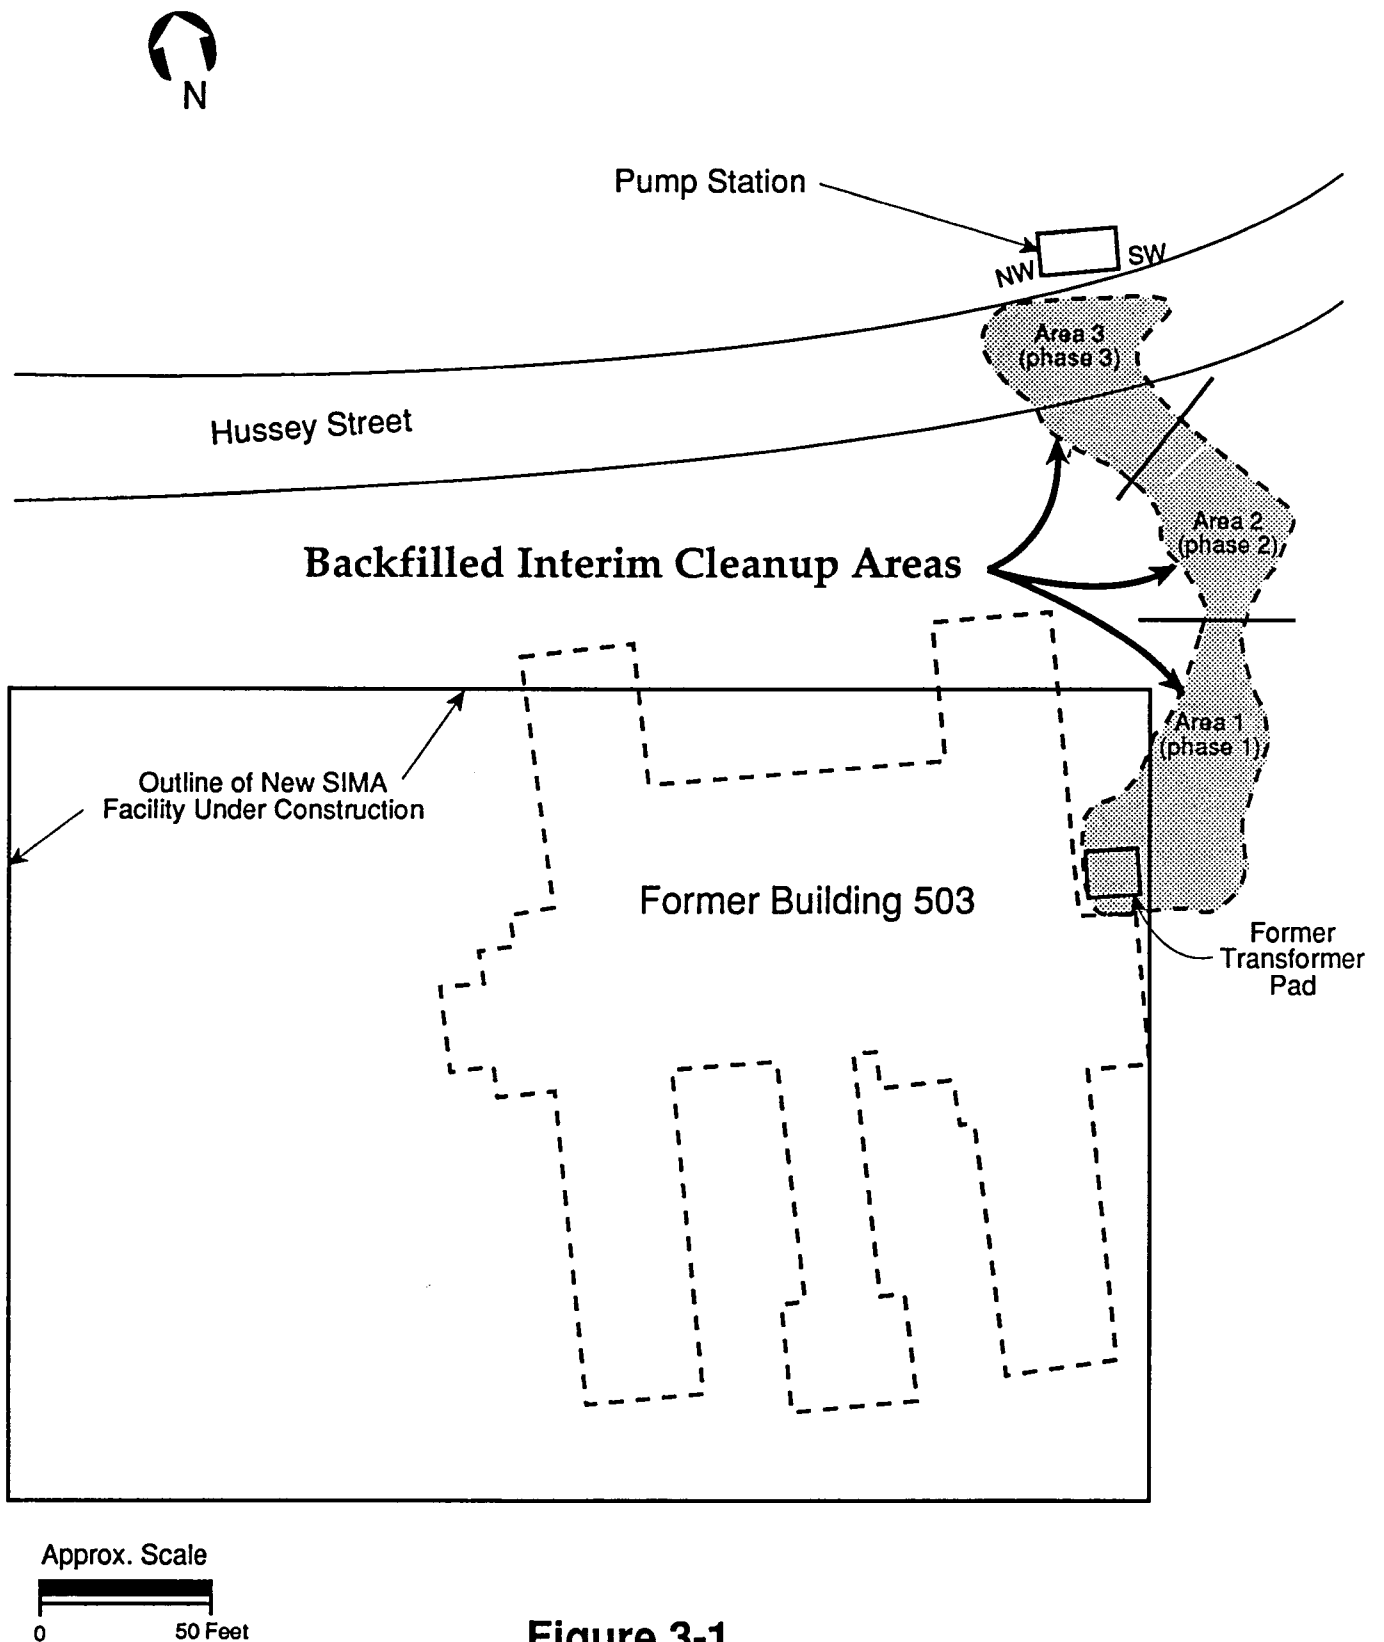 N
Pump Station
NW
SW
Area 3
(phase 3)
Hussey Street
Area 2
(phase 2)
Backfilled Interim Cleanup Areas
Area 1
(phase 1)
Outline of New SIMA
Facility Under Construction
Former Building 503
Former
Transformer
Pad
Approx. Scale
0
50 Feet
Figure 3-1